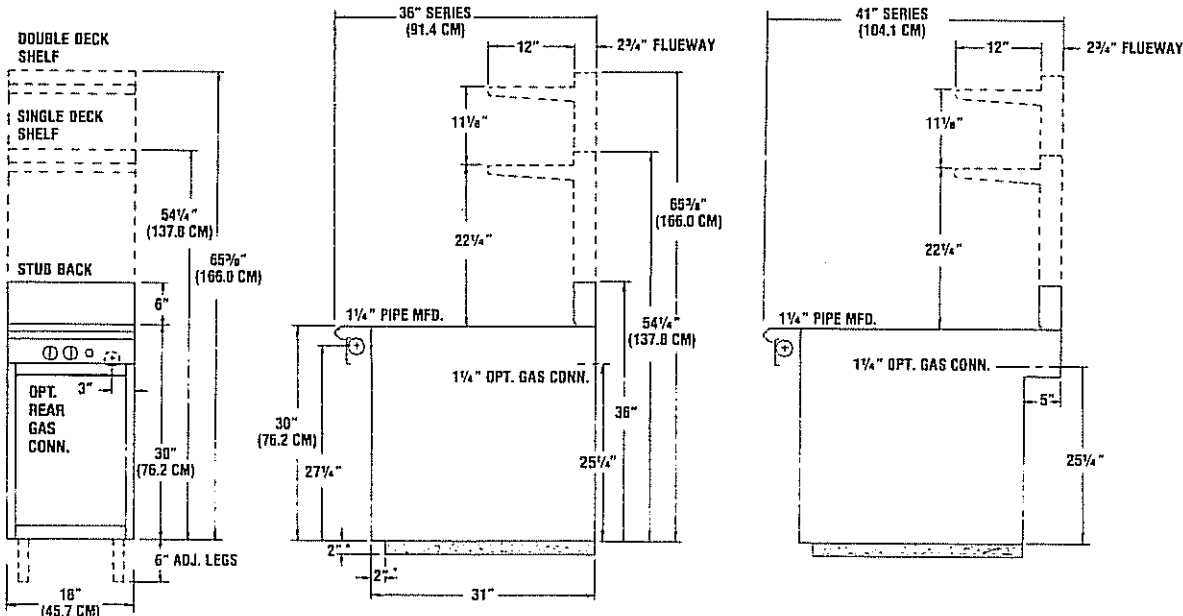 DOUBLE DECK
SHELF
SINGLE DECK
SHELF
54¼"
(137.8 CM)
65⅜"
(166.0 CM)
STUB BACK
6"
3"
OPT.
REAR
GAS
CONN.
30"
(76.2 CM)
6" ADJ. LEGS
18"
(45.7 CM)
36" SERIES
(91.4 CM)
12"
2¾" FLUEWAY
11⅛"
65⅜"
(166.0 CM)
22¼"
1¼" PIPE MFD.
54¼"
(137.8 CM)
1¼" OPT. GAS CONN.
36"
30"
(76.2 CM)
27¼"
25¼"
2"*
2"*
31"
41" SERIES
(104.1 CM)
12"
2¾" FLUEWAY
11⅛"
22¼"
1¼" PIPE MFD.
1¼" OPT. GAS CONN.
5"
25¼"